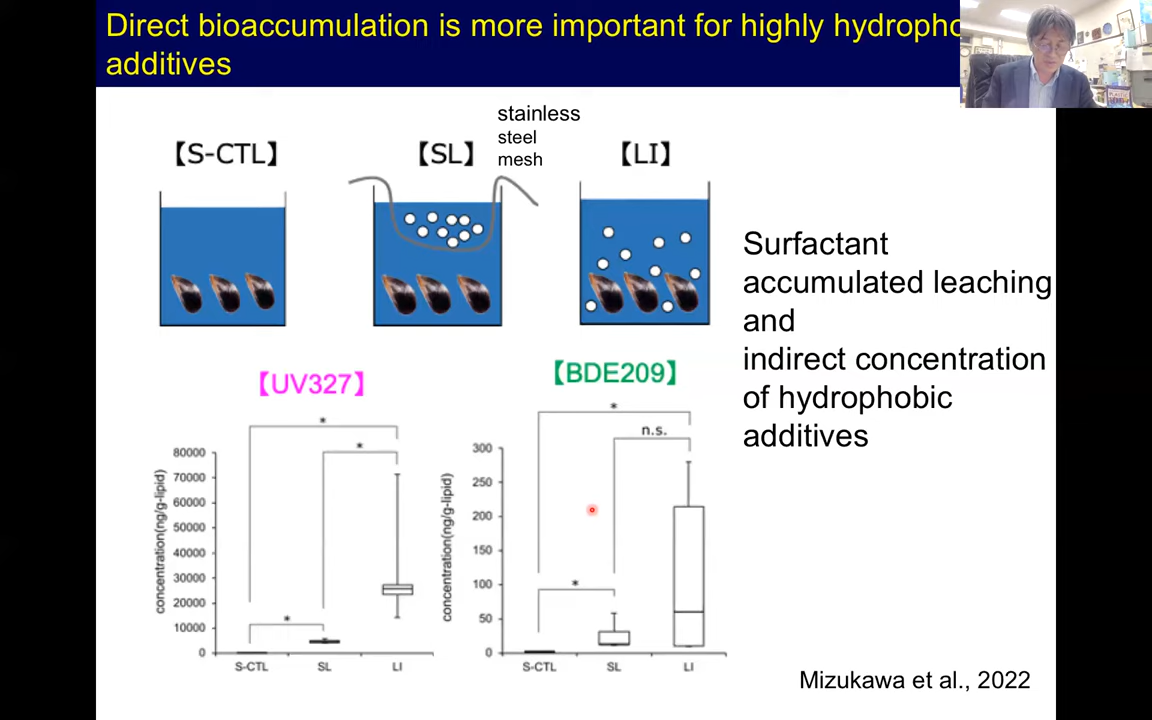 Direct bioaccumulation is more important for highly
additives
stainless
steel
mesh
【S-CTL】
【SL】
【LI】
Surfactant
accumulated leaching
and
indirect concentration
of hydrophobic
additives
【UV327】
【BDE209】
*
*
*
concentration(ng/g-lipid)
80000
70000
60000
50000
40000
30000
20000
10000
0
S-CTL
SL
LI
*
n.s.
*
concentration(ng/g-lipid)
300
250
200
150
100
50
0
S-CTL
SL
LI
Mizukawa et al., 2022